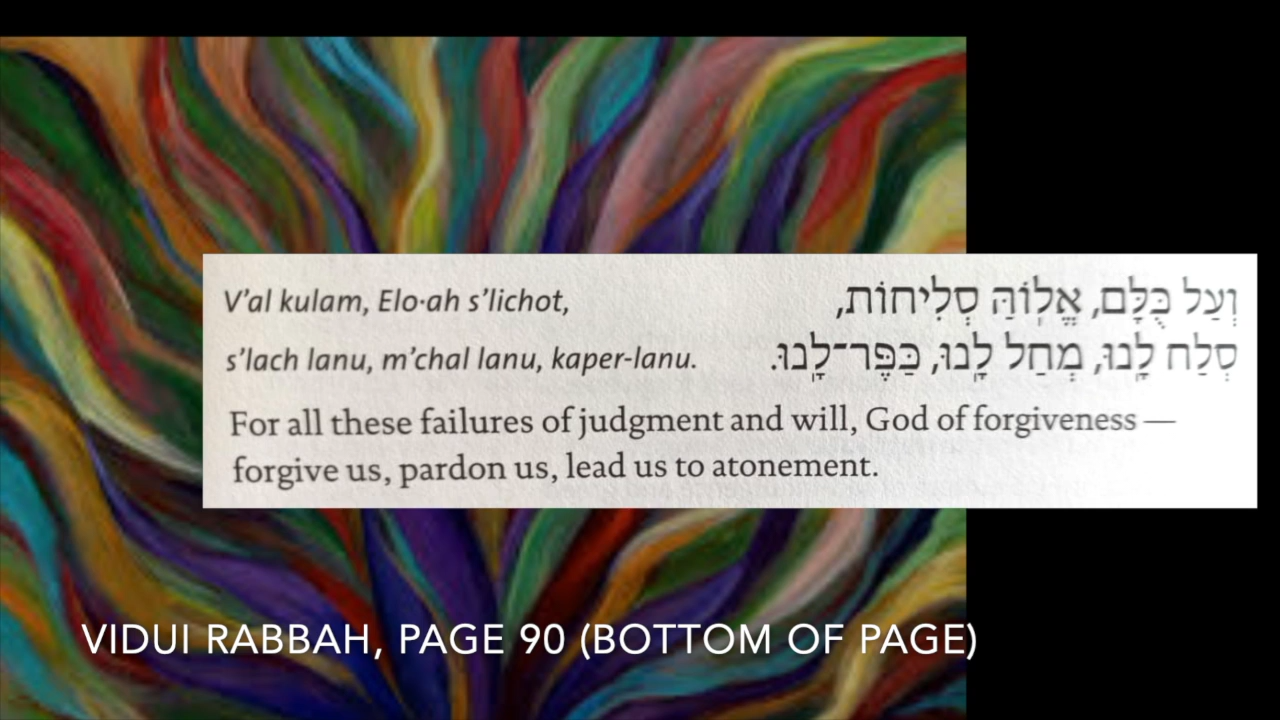 V'al kulam, Elo·ah s'lichot,
וְעַל כֻּלָּם, אֱלֽוֹהַּ סְלִיחוֹת,
s'lach lanu, m'chal lanu, kaper-lanu.
סְלַח לָֽנוּ, מְחַל לָֽנוּ, כַּפֶּר־לָֽנוּ.
For all these failures of judgment and will, God of forgiveness —
forgive us, pardon us, lead us to atonement.
VIDUI RABBAH, PAGE 90 (BOTTOM OF PAGE)